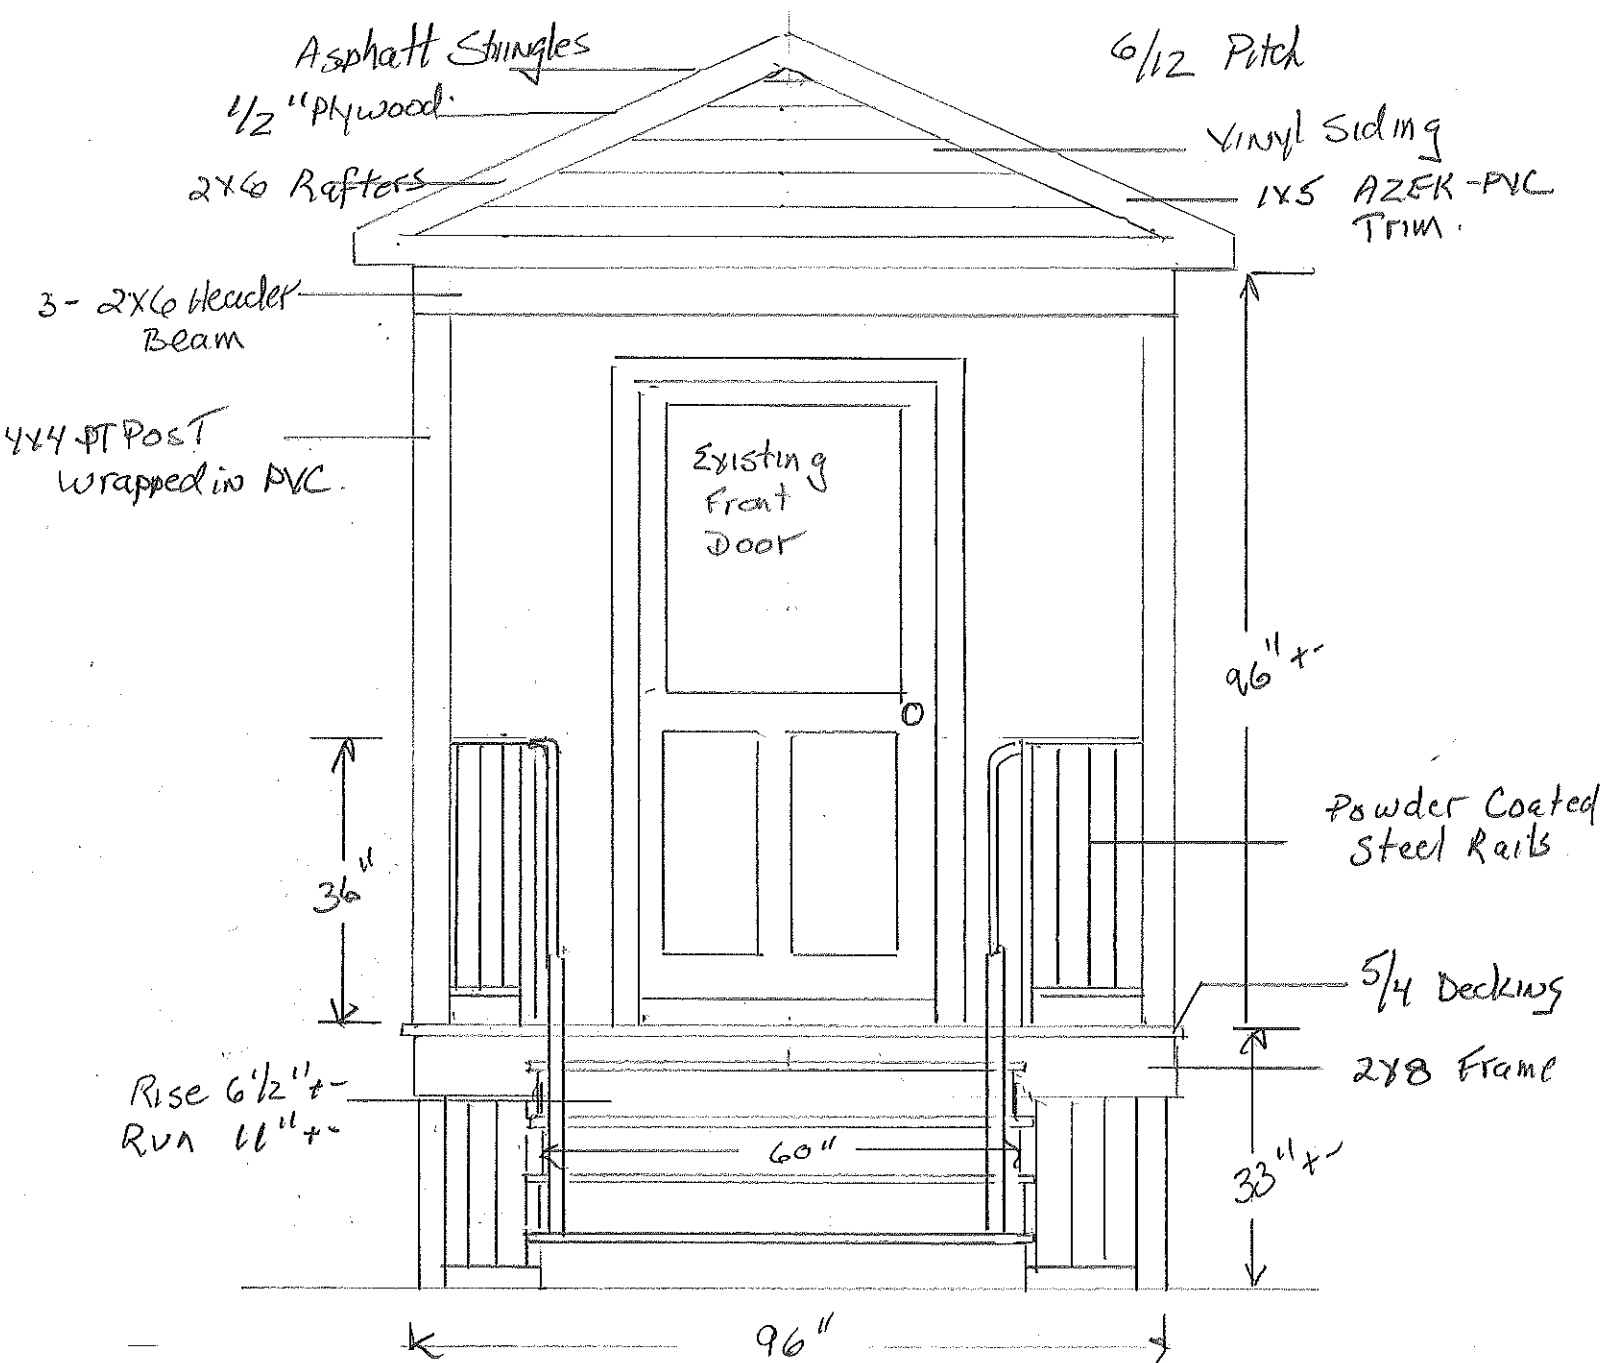 Asphalt Shingles
1/2" Plywood
2x6 Rafters
3- 2x6 Header
Beam
4x4 PT Post
wrapped in PVC.
36"
Rise 6 1/2" +-
Run 11" +-
6/12 Pitch
Vinyl Siding
1x5 AZEK-PVC
Trim.
Existing
Front
Door
96" +-
Powder Coated
Steel Rails
5/4 Decking
2x8 Frame
60"
33" +-
96"